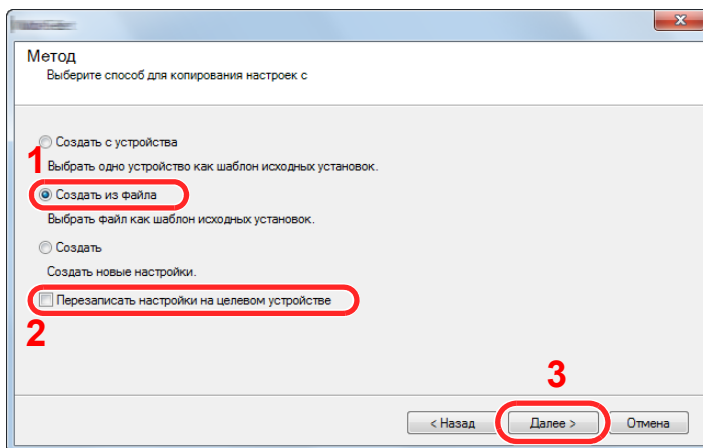 Метод
Выберите способ для копирования настроек с
Создать с устройства
1
Выбрать одно устройство как шаблон исходных установок.
Создать из файла
Выбрать файл как шаблон исходных установок.
Создать
Создать новые настройки.
Перезаписать настройки на целевом устройстве
2
3
< Назад Далее > Отмена